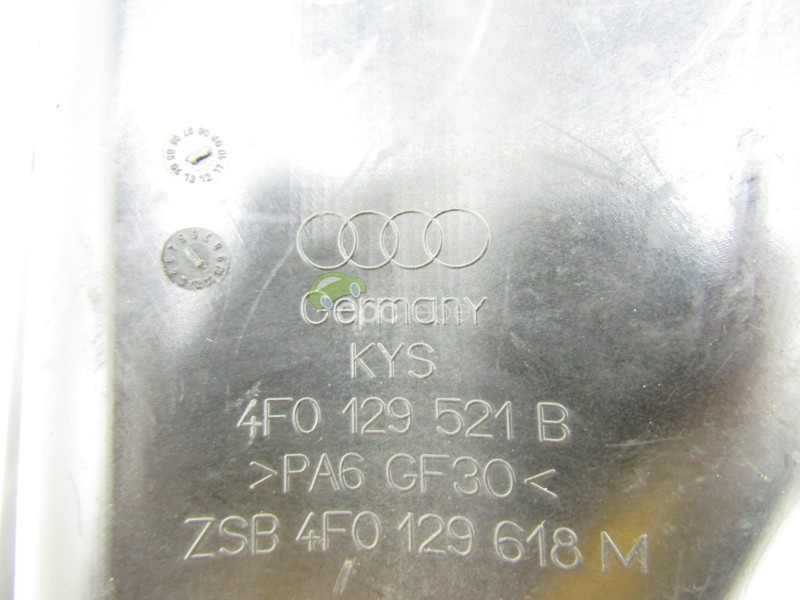 Germany
KYS
4F0 129 521 B
>PA6 GF30<
ZSB 4F0 129 618 M